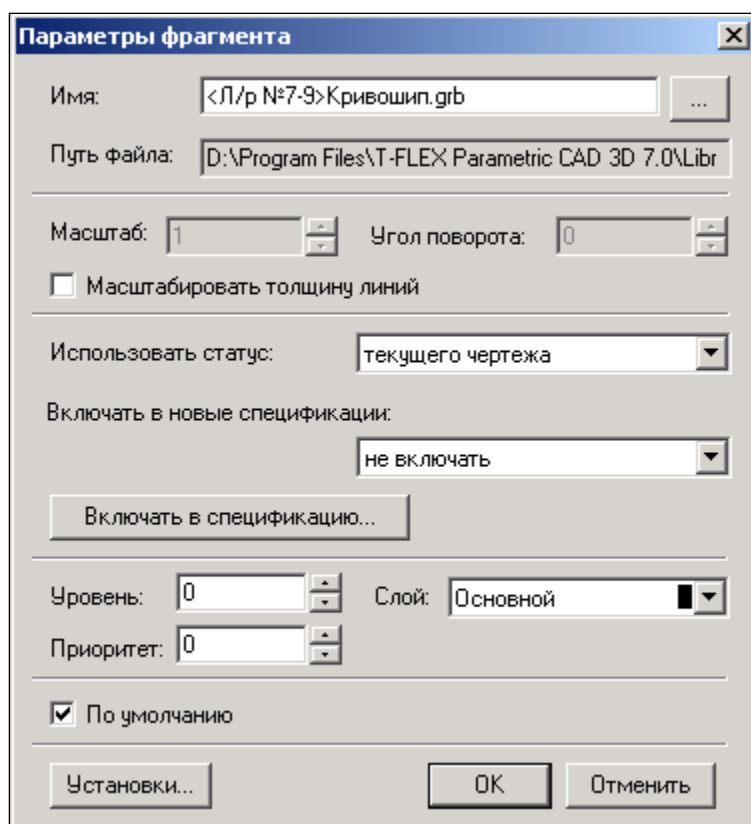 Параметры фрагмента
Имя: <Л/р №7-9>Кривошип.grb ...
Путь файла: D:\Program Files\T-FLEX Parametric CAD 3D 7.0\Libr
Масштаб: 1 Угол поворота: 0
Масштабировать толщину линий
Использовать статус: текущего чертежа
Включать в новые спецификации:
не включать
Включать в спецификацию...
Уровень: 0 Слой: Основной
Приоритет: 0
По умолчанию
Установки... OK Отменить